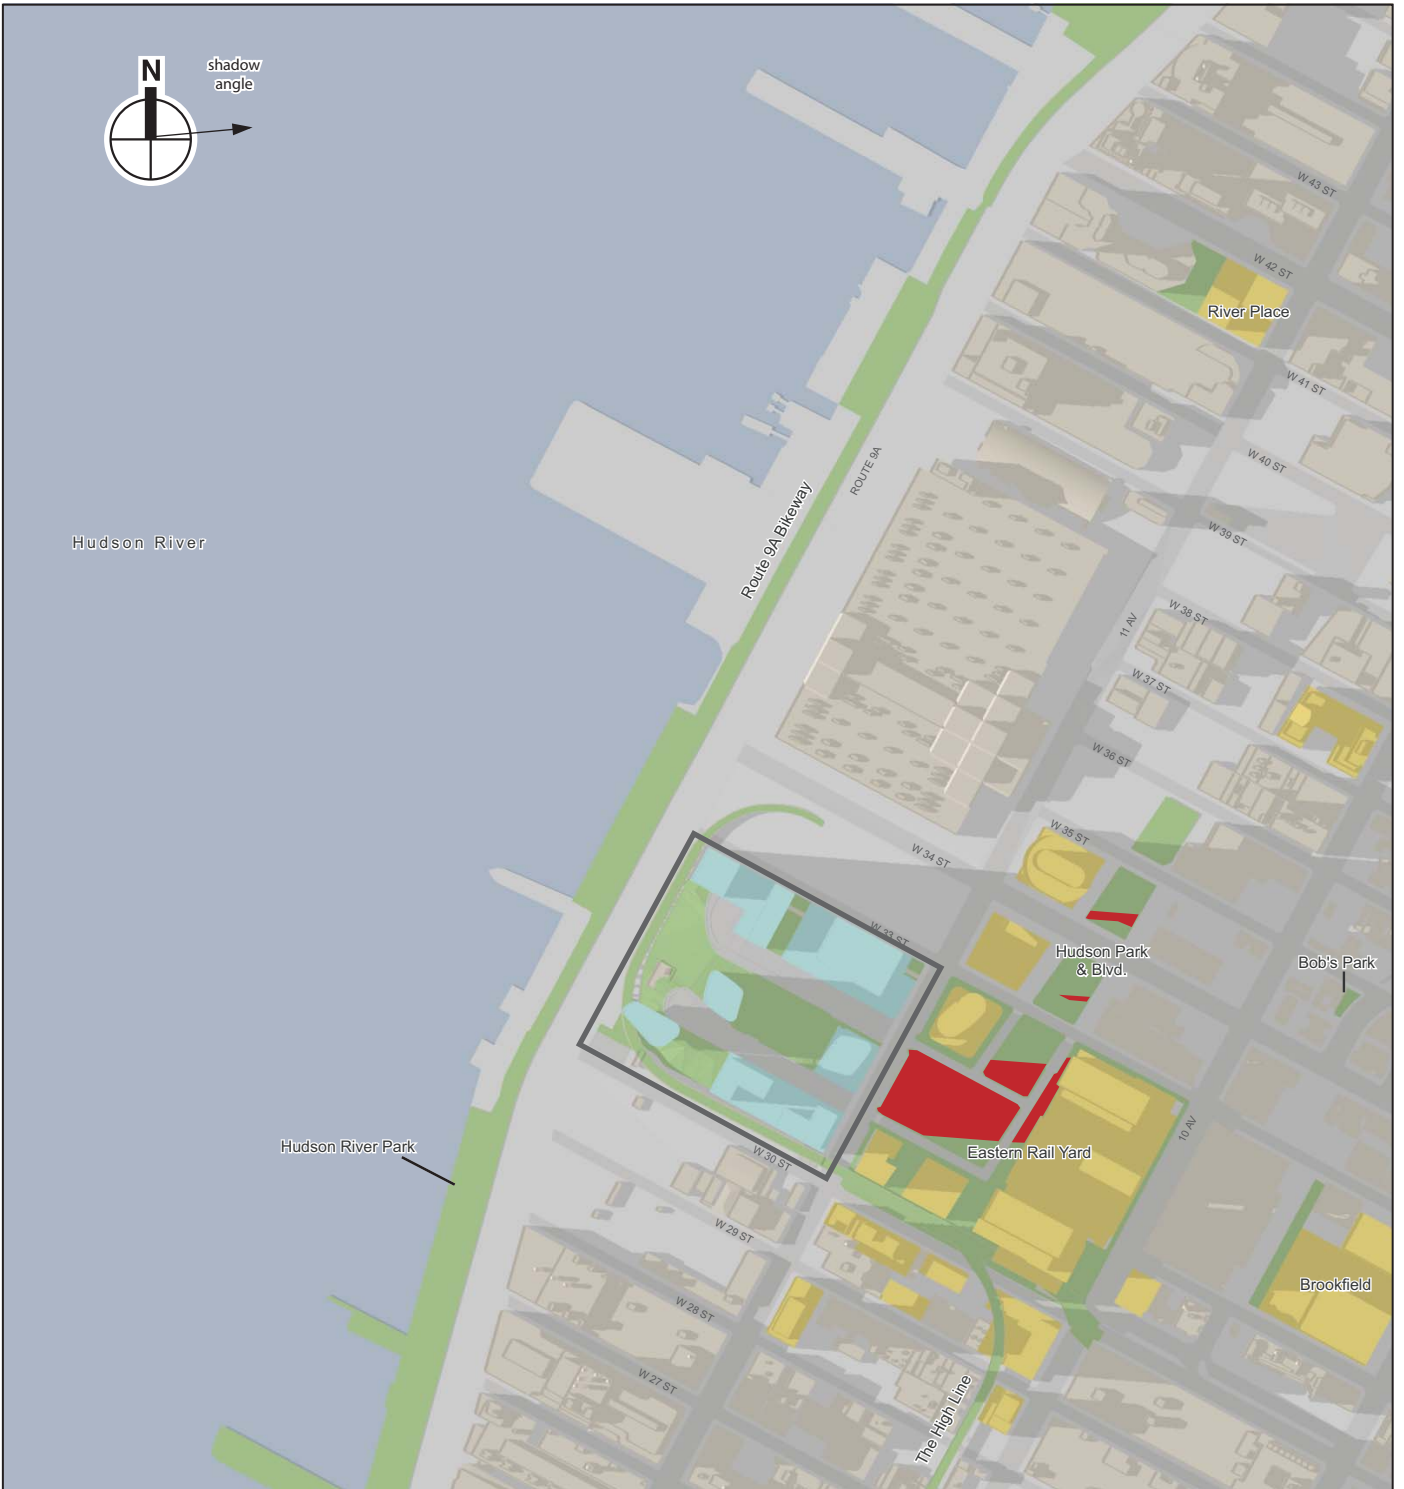 N
shadow
angle
W 43 ST
W 42 ST
River Place
W 41 ST
W 40 ST
ROUTE 9A
Route 9A Bikeway
W 39 ST
Hudson River
W 38 ST
11 AV
W 37 ST
W 36 ST
W 35 ST
W 34 ST
W 33 ST
Hudson Park
& Blvd.
Bob's Park
10 AV
Hudson River Park
Eastern Rail Yard
W 30 ST
W 29 ST
Brookfield
W 28 ST
W 27 ST
The High Line